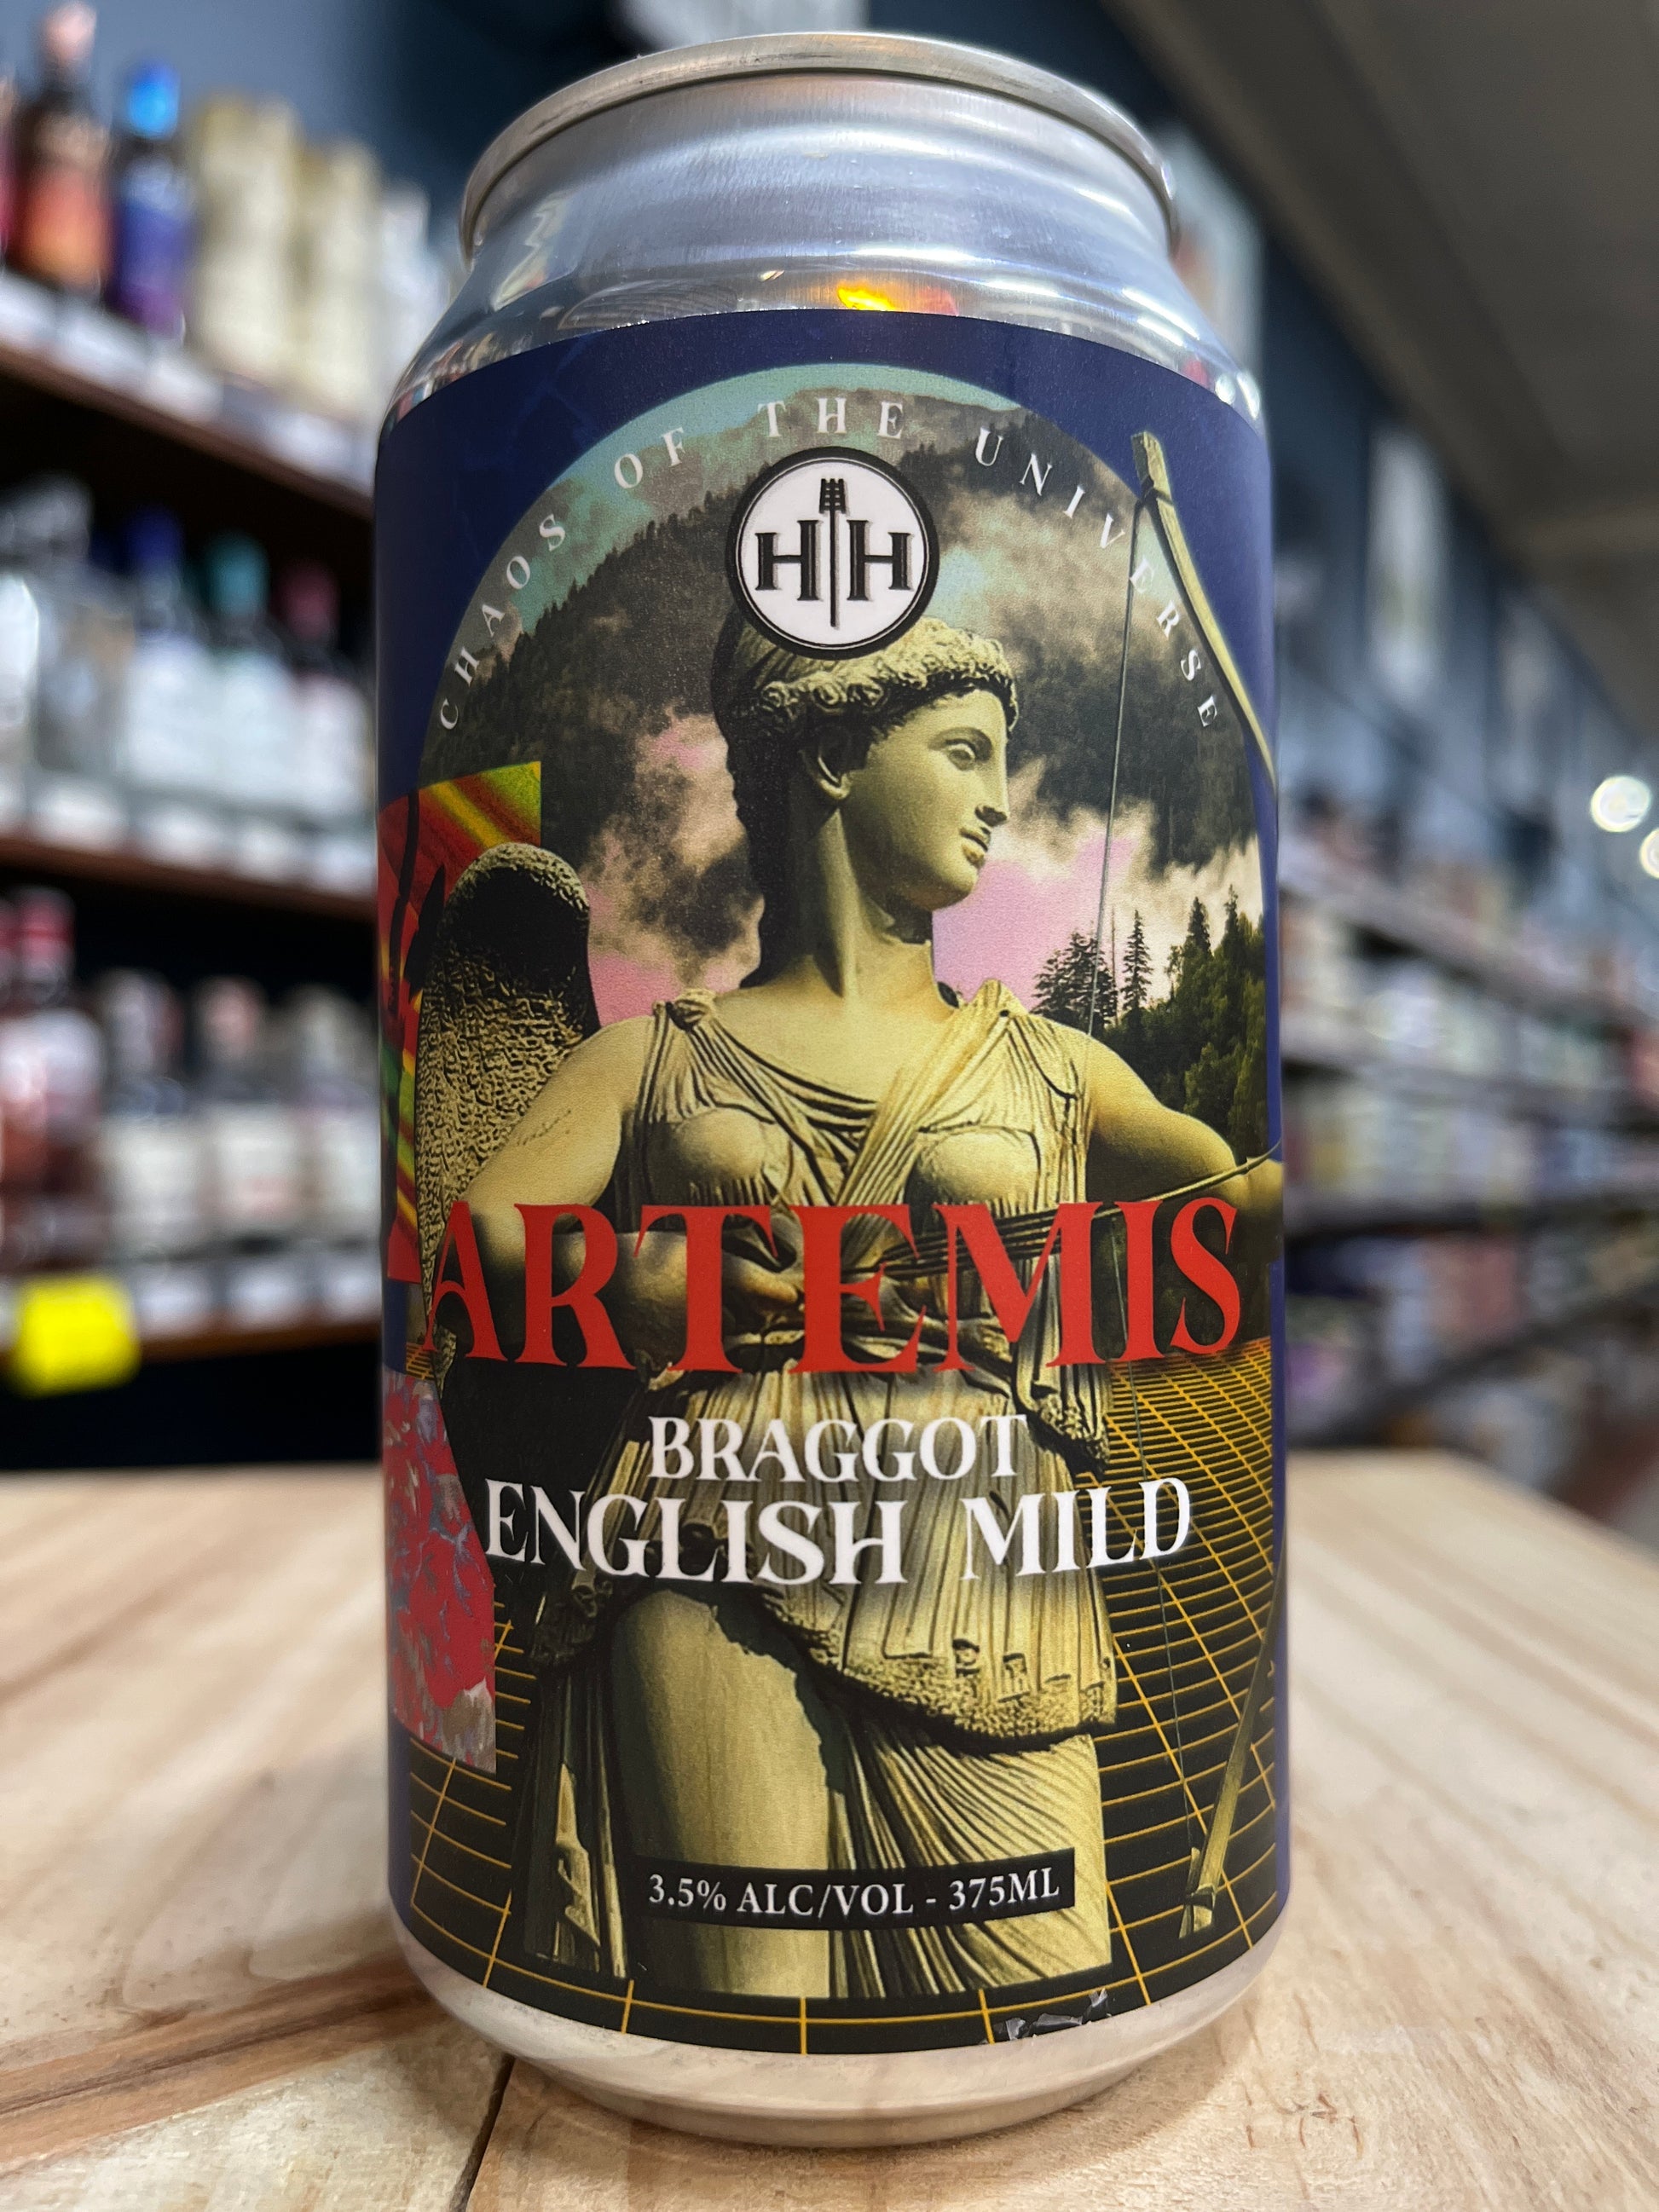 CHAOS OF THE UNIVERSE
HH
ARTEMIS
BRAGGOT
ENGLISH MILD
3.5% ALC/VOL - 375ML